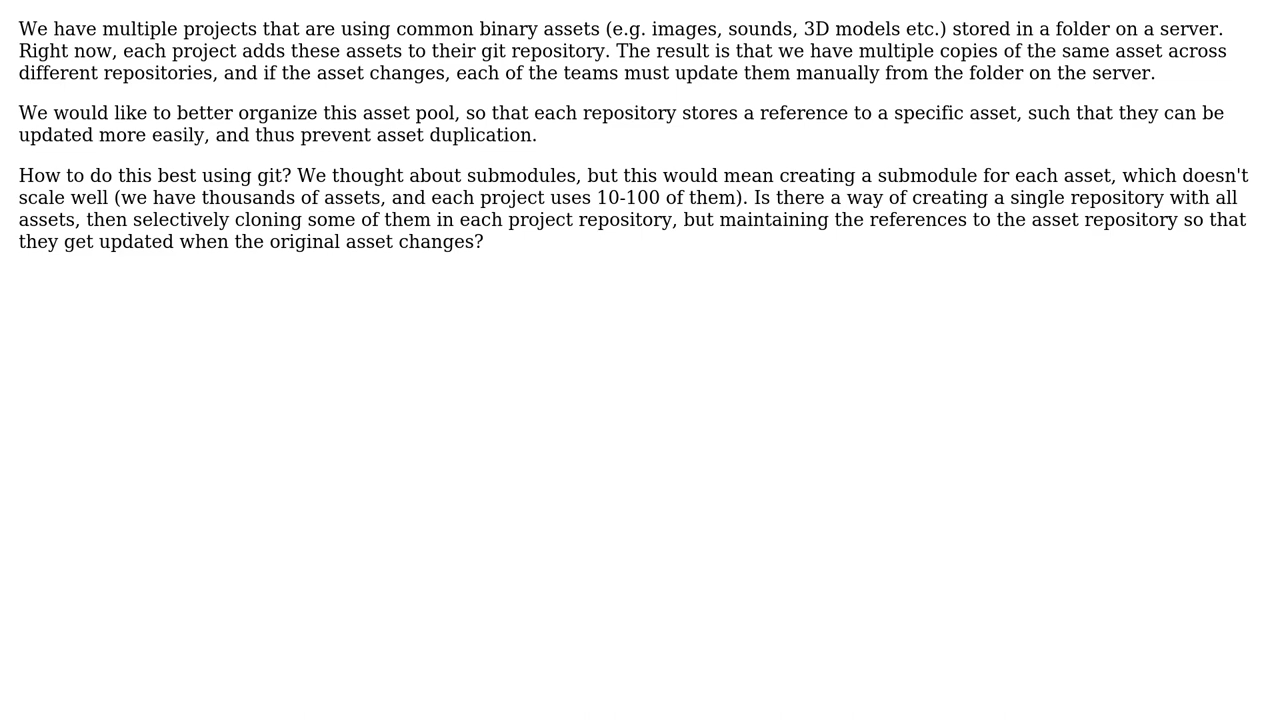 We have multiple projects that are using common binary assets (e.g. images, sounds, 3D models etc.) stored in a folder on a server.
Right now, each project adds these assets to their git repository. The result is that we have multiple copies of the same asset across
different repositories, and if the asset changes, each of the teams must update them manually from the folder on the server.
We would like to better organize this asset pool, so that each repository stores a reference to a specific asset, such that they can be
updated more easily, and thus prevent asset duplication.
How to do this best using git? We thought about submodules, but this would mean creating a submodule for each asset, which doesn't
scale well (we have thousands of assets, and each project uses 10-100 of them). Is there a way of creating a single repository with all
assets, then selectively cloning some of them in each project repository, but maintaining the references to the asset repository so that
they get updated when the original asset changes?